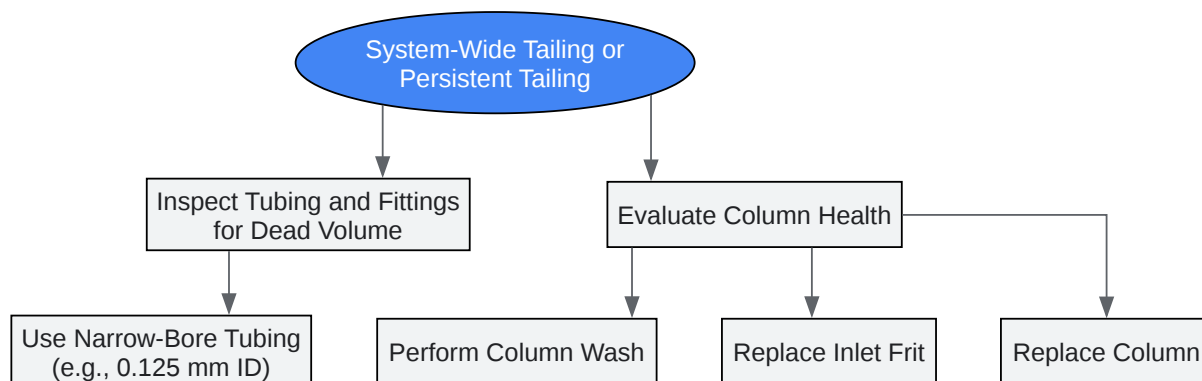 System-Wide Tailing or
Persistent Tailing
Inspect Tubing and Fittings
for Dead Volume
Evaluate Column Health
Use Narrow-Bore Tubing
(e.g., 0.125 mm ID)
Perform Column Wash
Replace Inlet Frit
Replace Column